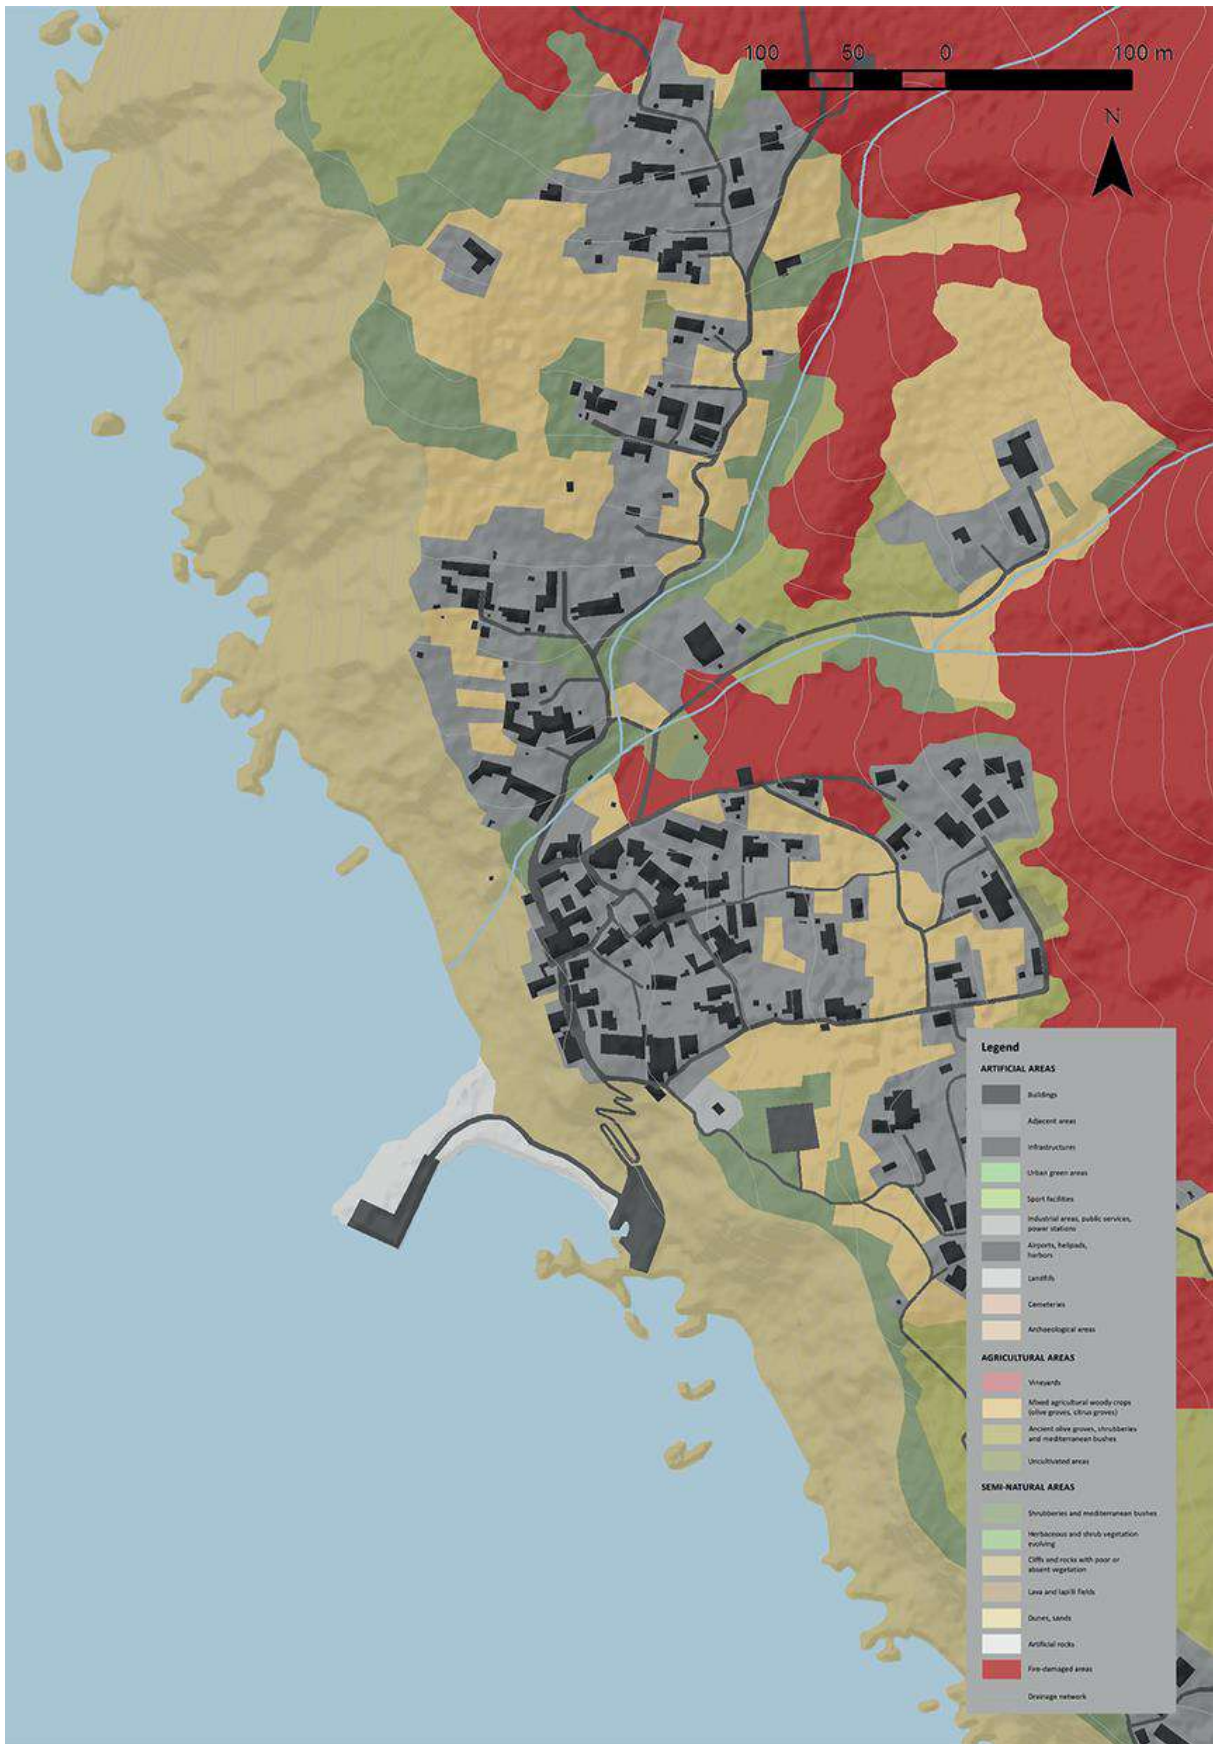 100 50 0 100 m
N
Legend
ARTIFICIAL AREAS
Buildings
Adjacent areas
Infrastructures
Urban green areas
Sport facilities
Industrial areas, public services,
power stations
Airports, helipads,
harbors
Landfills
Cemeteries
Archaeological areas
AGRICULTURAL AREAS
Vineyards
Mixed agricultural woody crops
(olive groves, citrus groves)
Ancient olive groves, shrubberies
and mediterranean bushes
Uncultivated areas
SEMI-NATURAL AREAS
Shrubberies and mediterranean bushes
Herbaceous and shrub vegetation
evolving
Cliffs and rocks with poor or
absent vegetation
Lava and lapilli fields
Dunes, sands
Artificial rocks
Fire-damaged areas
Drainage network